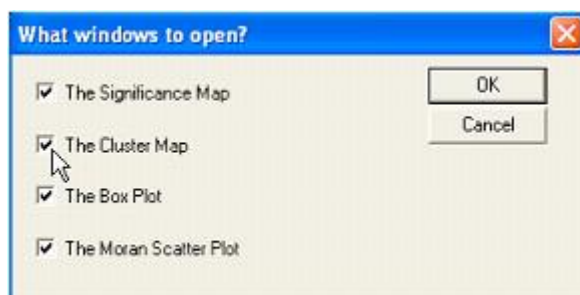 What windows to open?
The Significance Map
OK
The Cluster Map
Cancel
The Box Plot
The Moran Scatter Plot